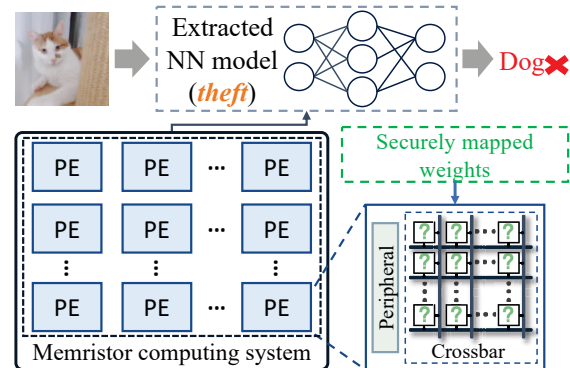 Extracted
NN model
(theft)
Dog
Securely mapped
weights
PE PE ··· PE
PE PE ··· PE
PE PE ··· PE
Memristor computing system
Peripheral
? ? ?
? ? ?
? ? ?
Crossbar